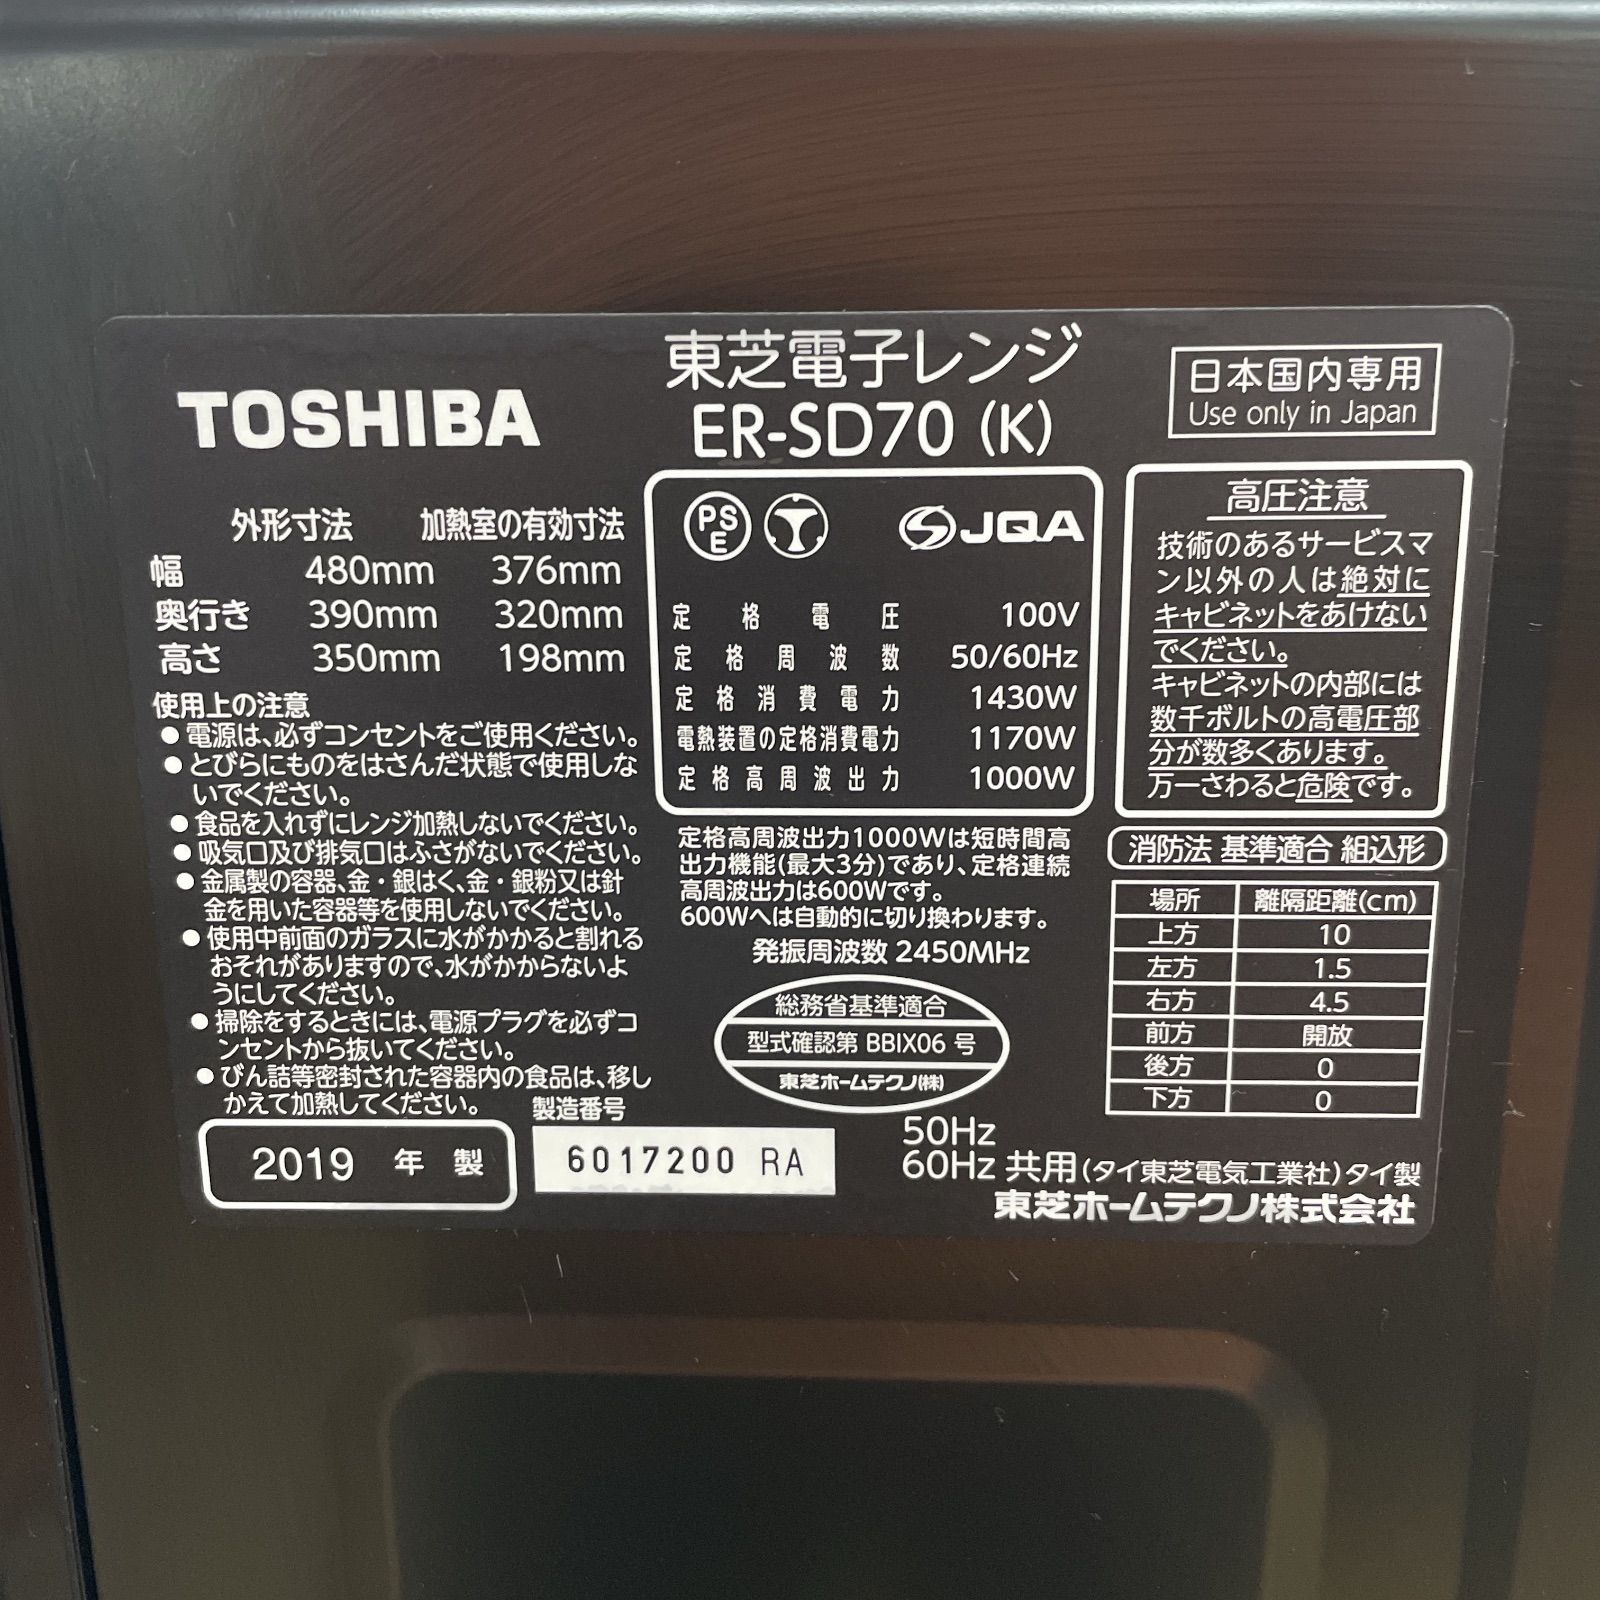 TOSHIBA
東芝電子レンジ
ER-SD70 (K)
日本国内専用
Use only in Japan
外形寸法 加熱室の有効寸法
幅 480mm 376mm
奥行き 390mm 320mm
高さ 350mm 198mm
使用上の注意
●電源は、必ずコンセントをご使用ください。
●とびらにものをはさんだ状態で使用しな
いでください。
●食品を入れずにレンジ加熱しないでください。
●吸気口及び排気口はふさがないでください。
●金属製の容器、金・銀はく、金・銀粉又は針
金を用いた容器等を使用しないでください。
●使用中前面のガラスに水がかかると割れる
おそれがありますので、水がかからないよ
うにしてください。
●掃除をするときには、電源プラグを必ずコ
ンセントから抜いてください。
●びん詰等密封された容器内の食品は、移し
かえて加熱してください。
PS
E
JQA
定格電圧 100V
定格周波数 50/60Hz
定格消費電力 1430W
電熱装置の定格消費電力 1170W
定格高周波出力 1000W
定格高周波出力1000Wは短時間高
出力機能(最大3分)であり、定格連続
高周波出力は600Wです。
600Wへは自動的に切り換わります。
発振周波数 2450MHz
総務省基準適合
型式確認第 BBIX06 号
東芝ホームテクノ(株)
高圧注意
技術のあるサービスマ
ン以外の人は絶対に
キャビネットをあけない
でください。
キャビネットの内部には
数千ボルトの高電圧部
分が数多くあります。
万一さわると危険です。
消防法 基準適合 組込形
場所 離隔距離(cm)
上方 10
左方 1.5
右方 4.5
前方 開放
後方 0
下方 0
2019 年 製
製造番号
6017200 RA
50Hz
60Hz 共用(タイ東芝電気工業社)タイ製
東芝ホームテクノ株式会社